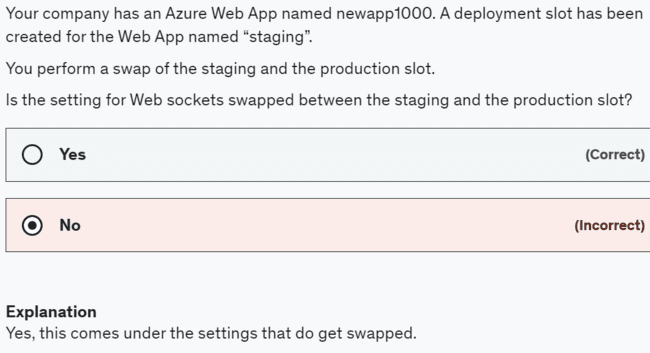 Your company has an Azure Web App named newapp1000. A deployment slot has been
created for the Web App named “staging”.
You perform a swap of the staging and the production slot.
Is the setting for Web sockets swapped between the staging and the production slot?
Yes (Correct)
No (Incorrect)
Explanation
Yes, this comes under the settings that do get swapped.